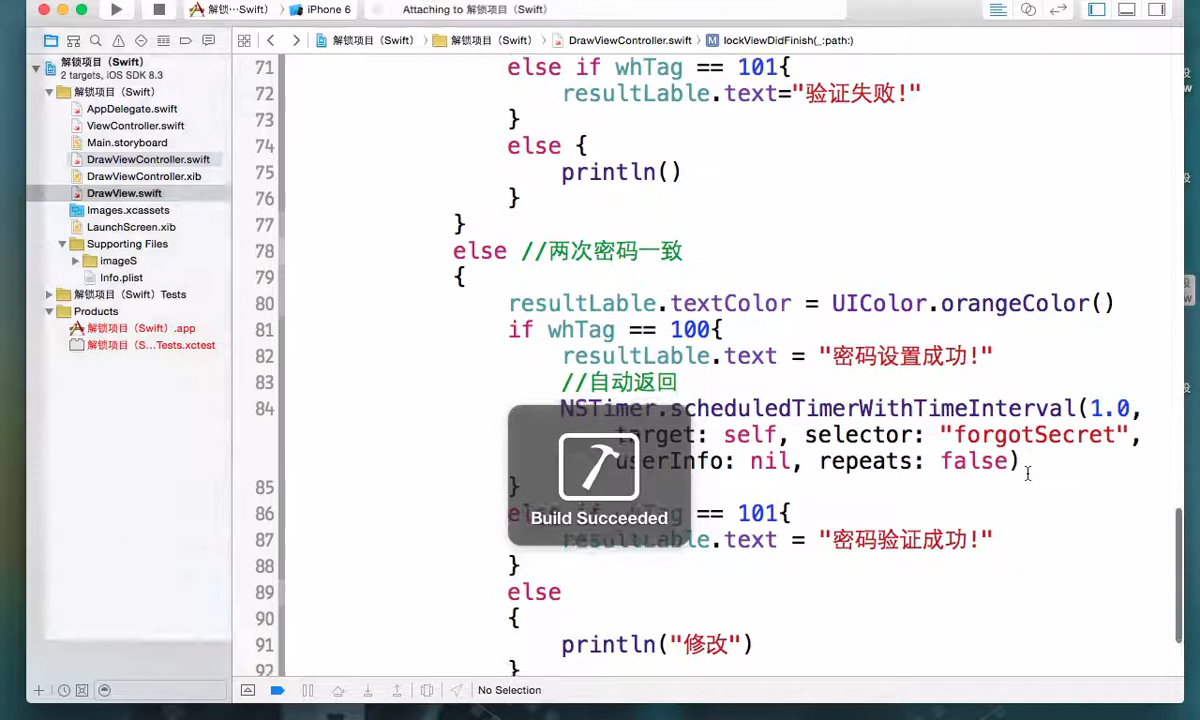 解锁···Swift）
iPhone 6
Attaching to 解锁项目（Swift）
解锁项目（Swift）
解锁项目（Swift）
DrawViewController.swift
M lockViewDidFinish(_:path:)
解锁项目（Swift）
2 targets, iOS SDK 8.3
解锁项目（Swift）
AppDelegate.swift
ViewController.swift
Main.storyboard
DrawViewController.swift
DrawViewController.xib
DrawView.swift
Images.xcassets
LaunchScreen.xib
Supporting Files
imageS
Info.plist
解锁项目（Swift）Tests
Products
解锁项目（Swift）.app
解锁项目（S...Tests.xctest
71 else if whTag == 101{
72 resultLable.text="验证失败!"
73 }
74 else {
75 println()
76 }
77 }
78 else //两次密码一致
79 {
80 resultLable.textColor = UIColor.orangeColor()
81 if whTag == 100{
82 resultLable.text = "密码设置成功!"
83 //自动返回
84 NSTimer.scheduledTimerWithTimeInterval(1.0,
target: self, selector: "forgotSecret",
userInfo: nil, repeats: false)
85 }
86 else if whTag == 101{
87 resultLable.text = "密码验证成功!"
88 }
89 else
90 {
91 println("修改")
92 }
Build Succeeded
No Selection